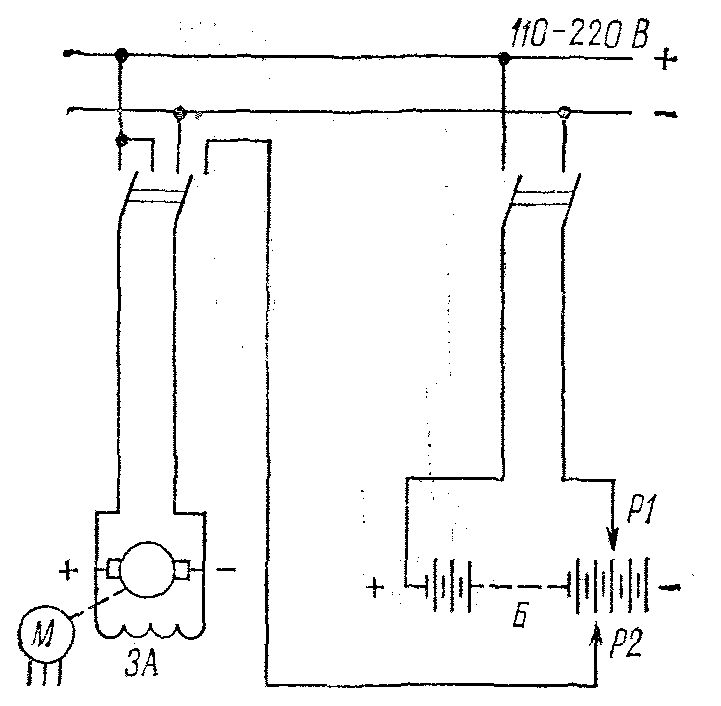 110-220 В
+
-
Р1
+ -
+ Б -
М
ЗА
Р2